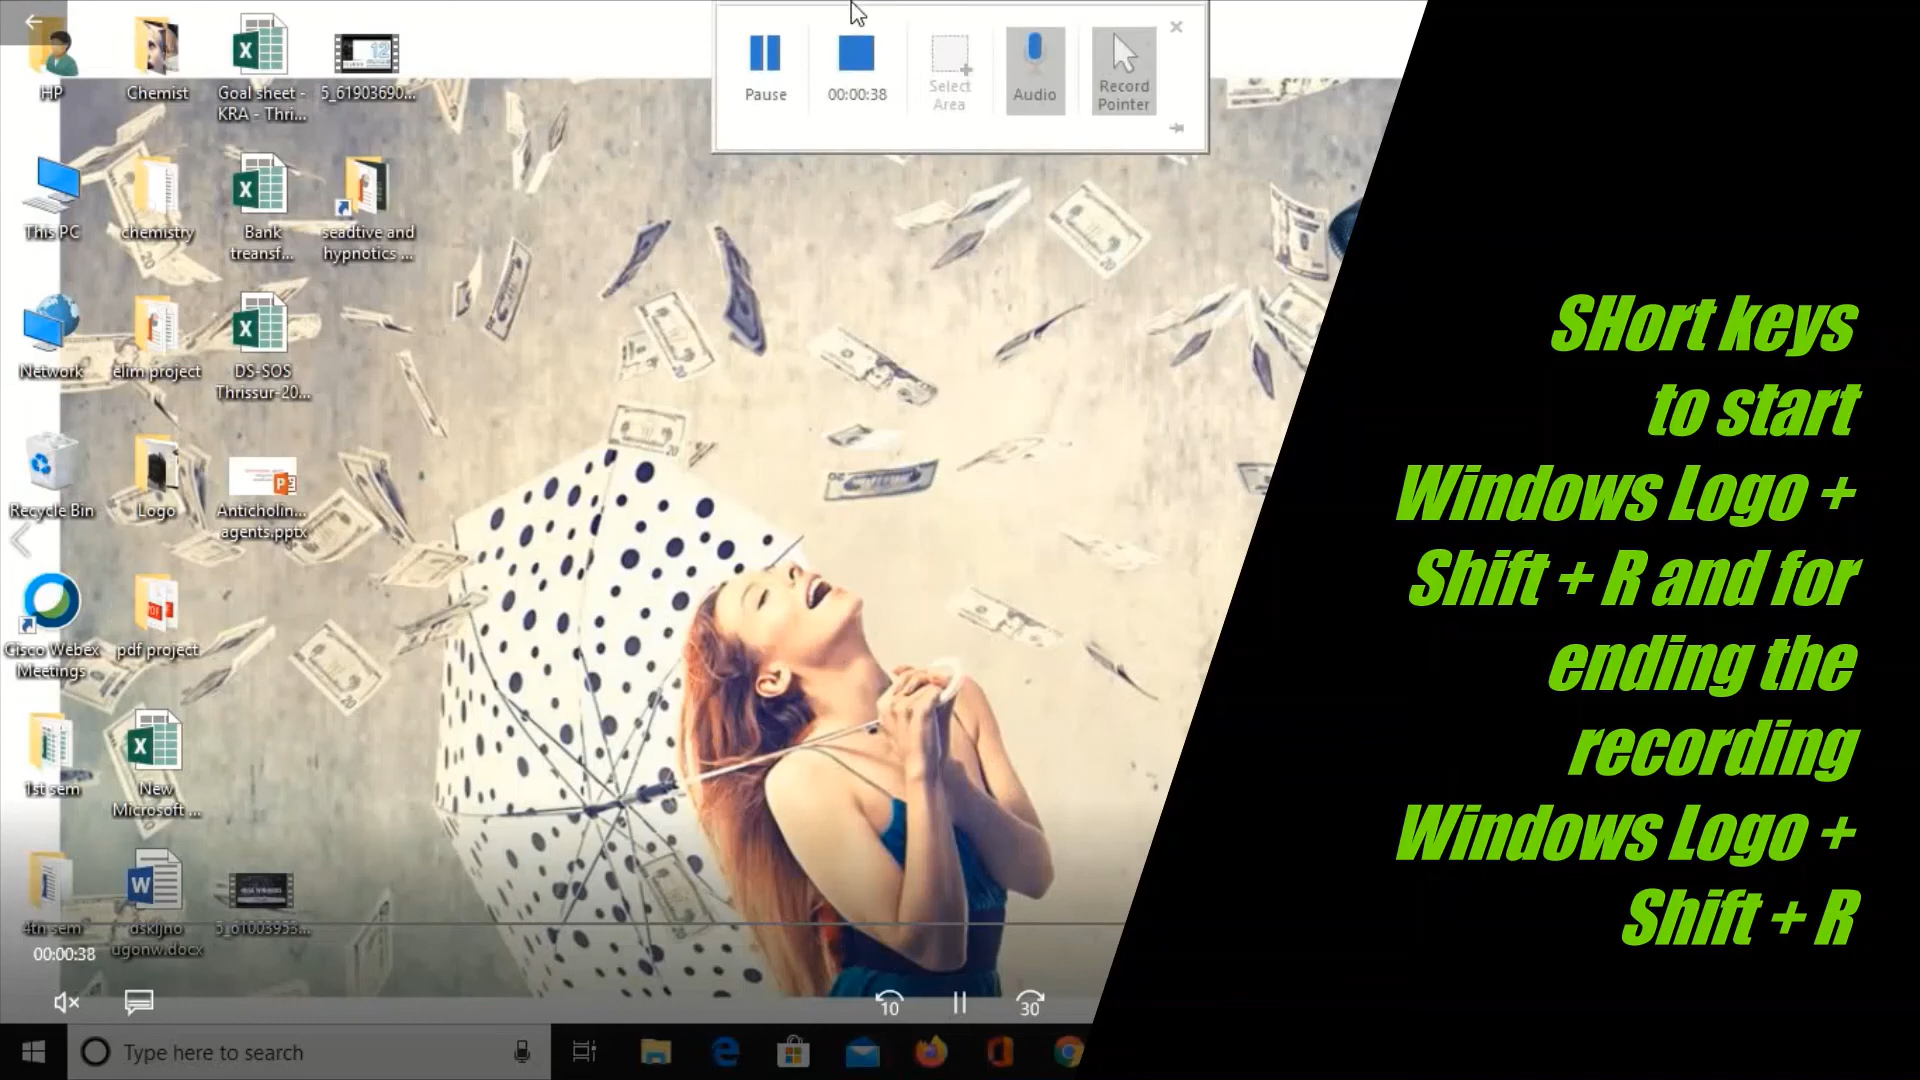 Pause
00:00:38
Select
Area
Audio
Record
Pointer
HP
Chemist
Goal sheet -
KRA - Thri...
5_61903690...
This PC
chemistry
Bank
treansf...
seadtive and
hypnotics ...
Network
elim project
DS-SOS
Thrissur-20...
Recycle Bin
Logo
Anticholin...
agents.pptx
Cisco Webex
Meetings
pdf project
1st sem
New
Microsoft ...
4th sem
dskljno
ugonw.docx
5_61003953...
00:00:38
10
30
Type here to search
SHort keys
to start
Windows Logo +
Shift + R and for
ending the
recording
Windows Logo +
Shift + R